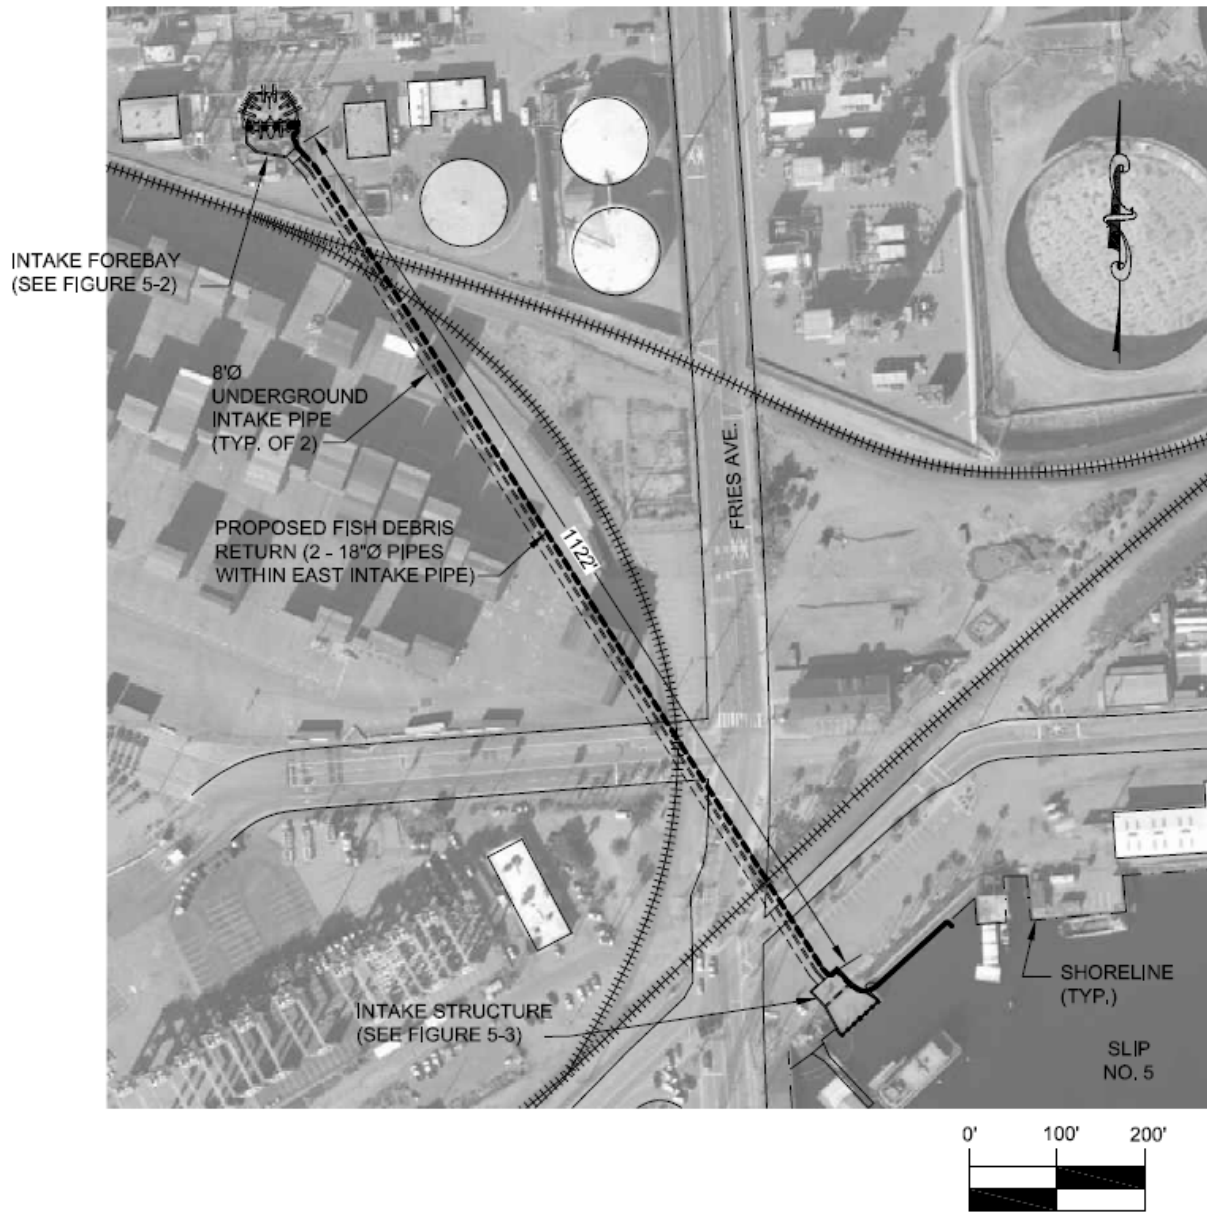 INTAKE FOREBAY
(SEE FIGURE 5-2)
8'Ø
UNDERGROUND
INTAKE PIPE
(TYP. OF 2)
FRIES AVE.
PROPOSED FISH DEBRIS
RETURN (2 - 18"Ø PIPES
WITHIN EAST INTAKE PIPE)
1122'
SHORELINE
(TYP.)
INTAKE STRUCTURE
(SEE FIGURE 5-3)
SLIP
NO. 5
0' 100' 200'